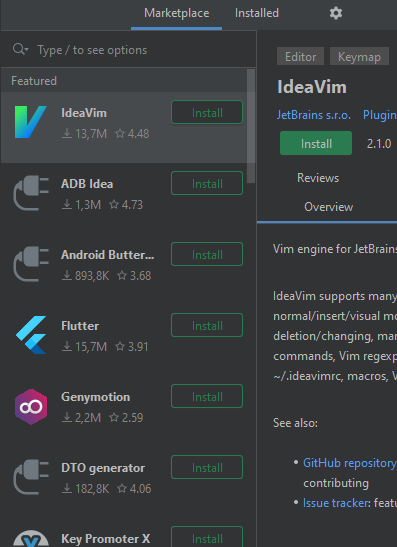 Marketplace Installed
Type / to see options
Featured
IdeaVim
Install
13,7M 4.48
ADB Idea
Install
1,3M 4.73
Android Butter...
Install
893,8K 3.68
Flutter
Install
15,7M 3.91
Genymotion
Install
2,2M 2.59
DTO generator
Install
182,8K 4.06
Key Promoter X
Editor Keymap
IdeaVim
JetBrains s.r.o. Plugin
Install 2.1.0
Reviews
Overview
Vim engine for JetBrains
IdeaVim supports many
normal/insert/visual mo
deletion/changing, mar
commands, Vim regexp
~/.ideavimrc, macros, V
See also:
• GitHub repository
contributing
• Issue tracker: featu